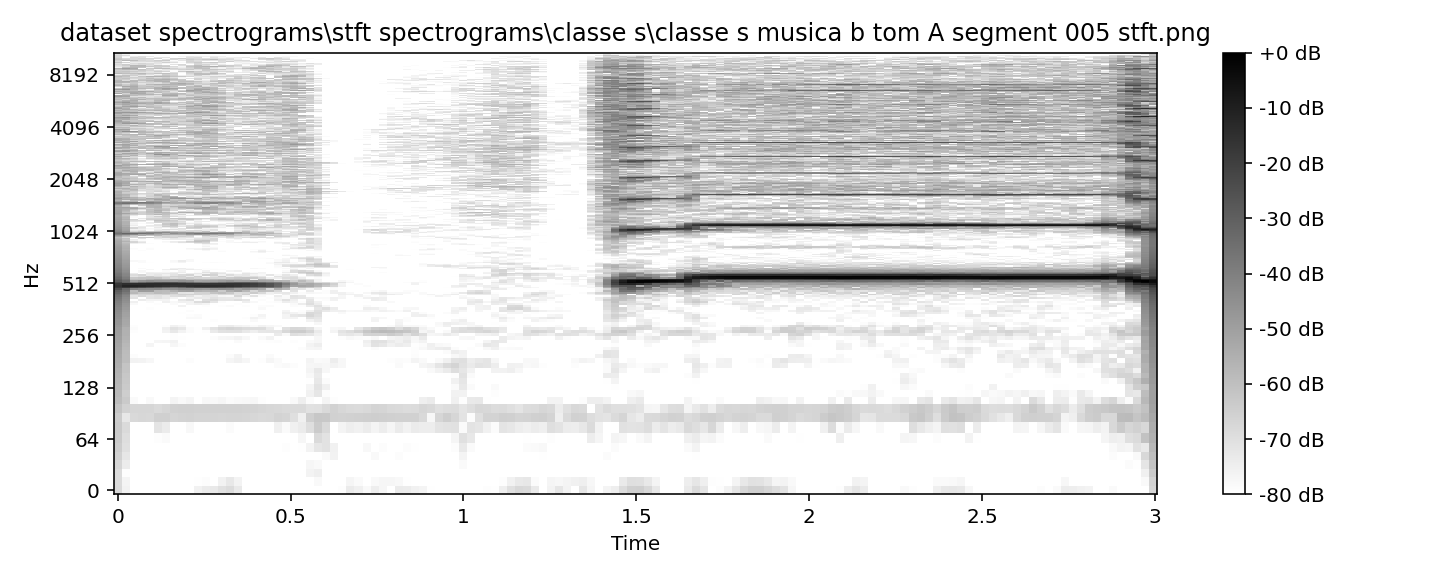 dataset spectrograms\stft spectrograms\classe s\classe s musica b tom A segment 005 stft.png
Hz
8192
4096
2048
1024
512
256
128
64
0
0
0.5
1
1.5
2
2.5
3
Time
+0 dB
-10 dB
-20 dB
-30 dB
-40 dB
-50 dB
-60 dB
-70 dB
-80 dB